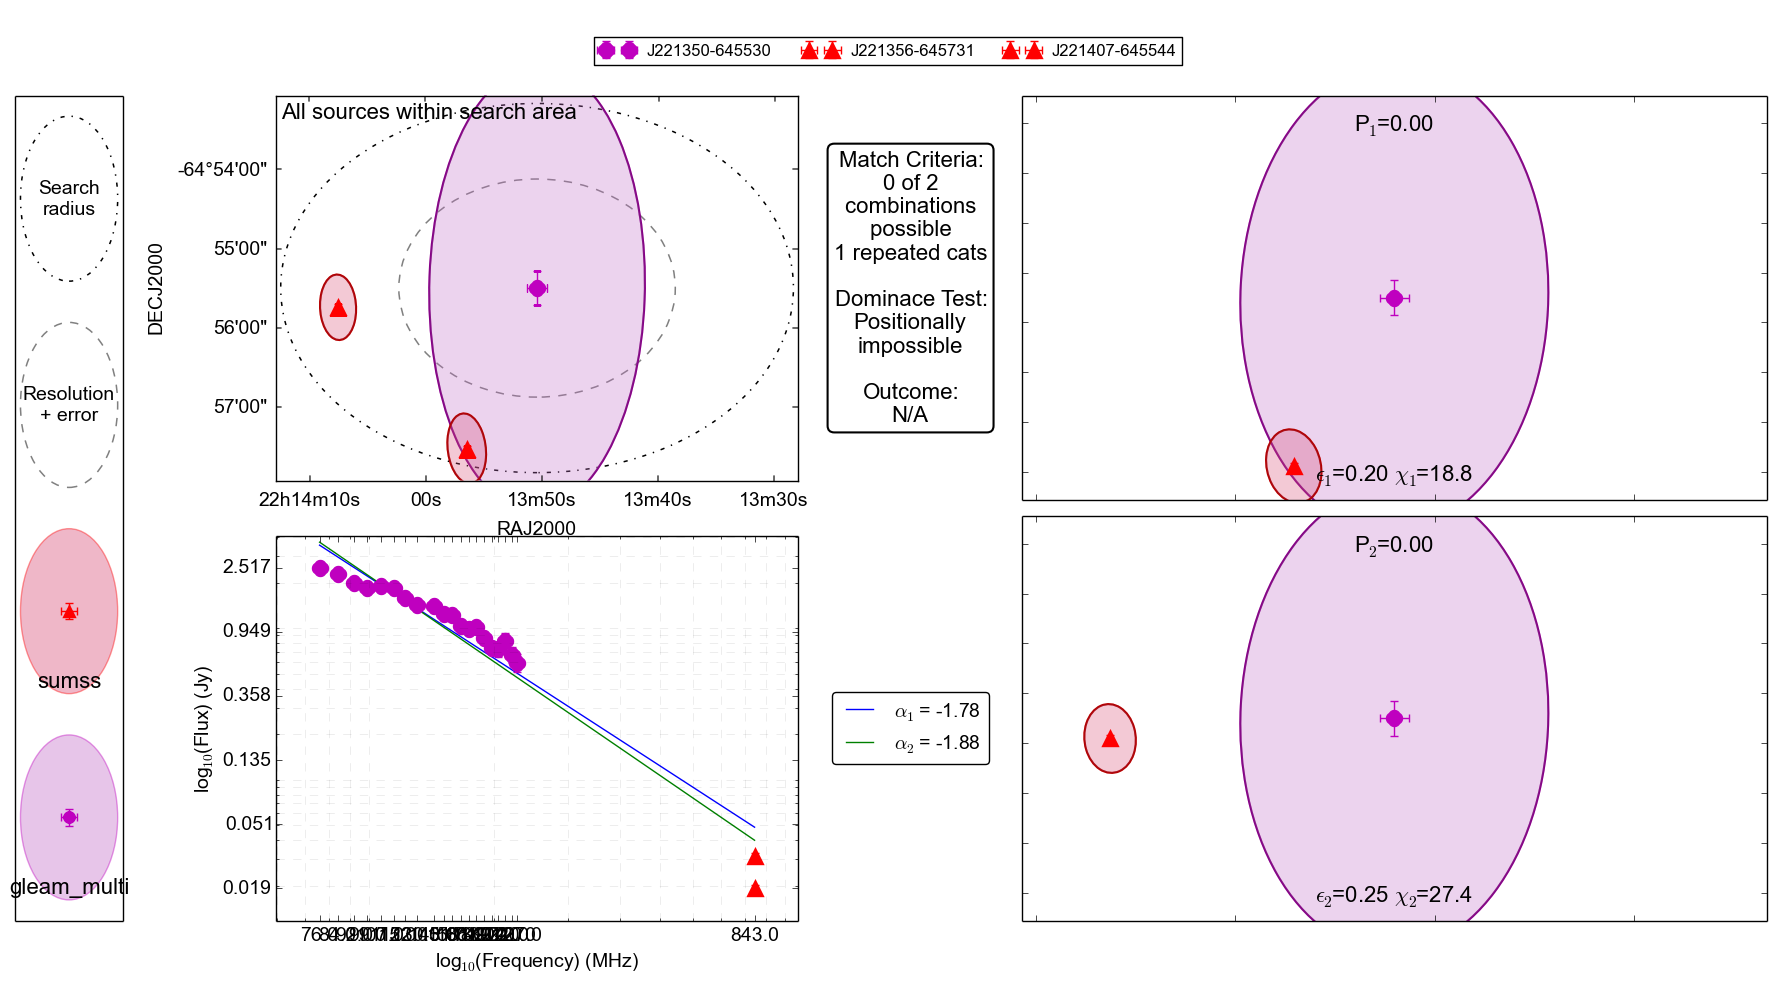 J221350-645530 J221356-645731 J221407-645544
Search
radius
Resolution
+ error
sumss
gleam_multi
All sources within search area
DECJ2000
-64°54'00"
55'00"
56'00"
57'00"
22h14m10s 00s 13m50s 13m40s 13m30s
RAJ2000
Match Criteria:
0 of 2
combinations
possible
1 repeated cats
Dominace Test:
Positionally
impossible
Outcome:
N/A
P1=0.00
ϵ1=0.20 χ1=18.8
P2=0.00
ϵ2=0.25 χ2=27.4
log10(Flux) (Jy)
2.517
0.949
0.358
0.135
0.051
0.019
843.0
log10(Frequency) (MHz)
α1 = -1.78
α2 = -1.88